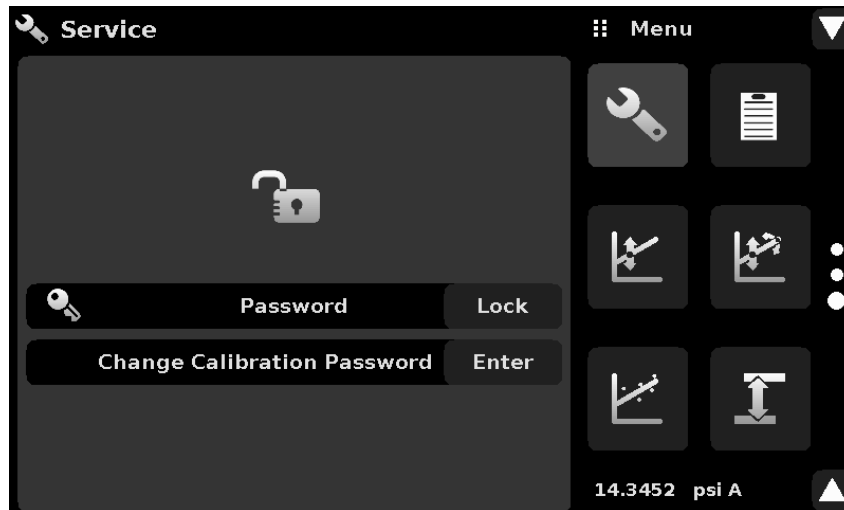 Service
Menu
Password
Lock
Change Calibration Password
Enter
14.3452 psi A